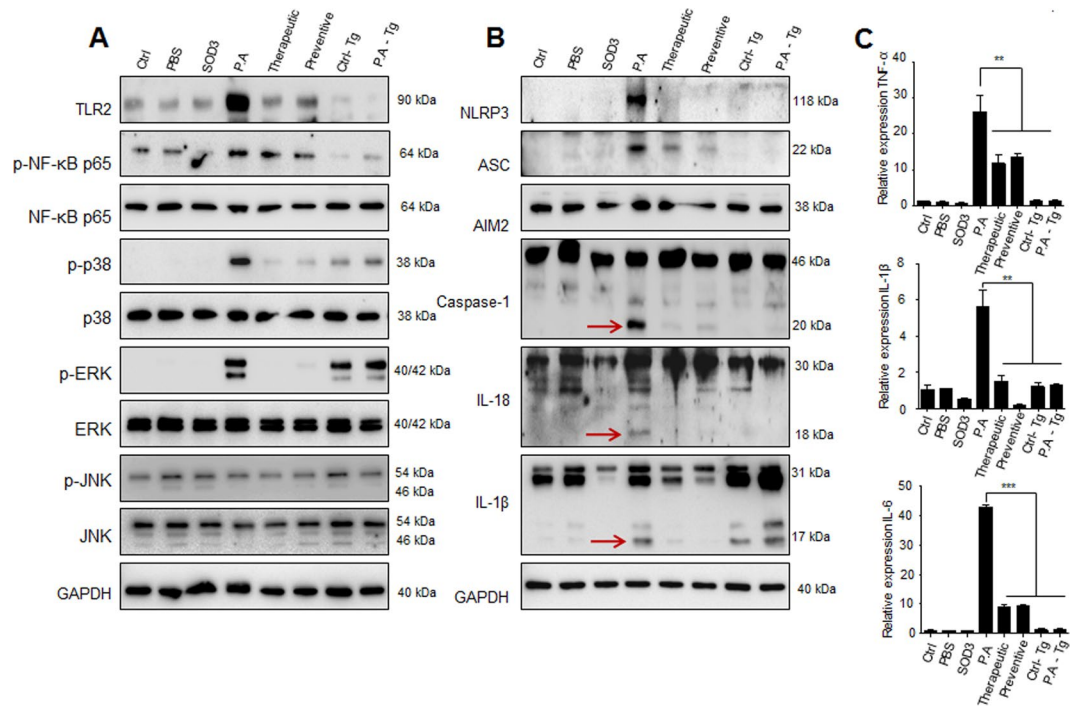 A
Ctrl
PBS
SOD3
P.A
Therapeutic
Preventive
Ctrl- Tg
P.A - Tg
TLR2
90 kDa
p-NF-κB p65
64 kDa
NF-κB p65
64 kDa
p-p38
38 kDa
p38
38 kDa
p-ERK
40/42 kDa
ERK
40/42 kDa
p-JNK
54 kDa
46 kDa
JNK
54 kDa
46 kDa
GAPDH
40 kDa
B
Ctrl
PBS
SOD3
P.A
Therapeutic
Preventive
Ctrl- Tg
P.A - Tg
NLRP3
118 kDa
ASC
22 kDa
AIM2
38 kDa
Caspase-1
46 kDa
20 kDa
IL-18
30 kDa
18 kDa
IL-1β
31 kDa
17 kDa
GAPDH
40 kDa
C
Relative expression TNF-α
40
30
20
10
0
**
Ctrl
PBS
SOD3
P.A
Therapeutic
Preventive
Ctrl- Tg
P.A - Tg
Relative expression IL-1β
8
6
4
2
0
**
Ctrl
PBS
SOD3
P.A
Therapeutic
Preventive
Ctrl- Tg
P.A - Tg
Relative expression IL-6
50
40
30
20
10
0
***
Ctrl
PBS
SOD3
P.A
Therapeutic
Preventive
Ctrl- Tg
P.A - Tg